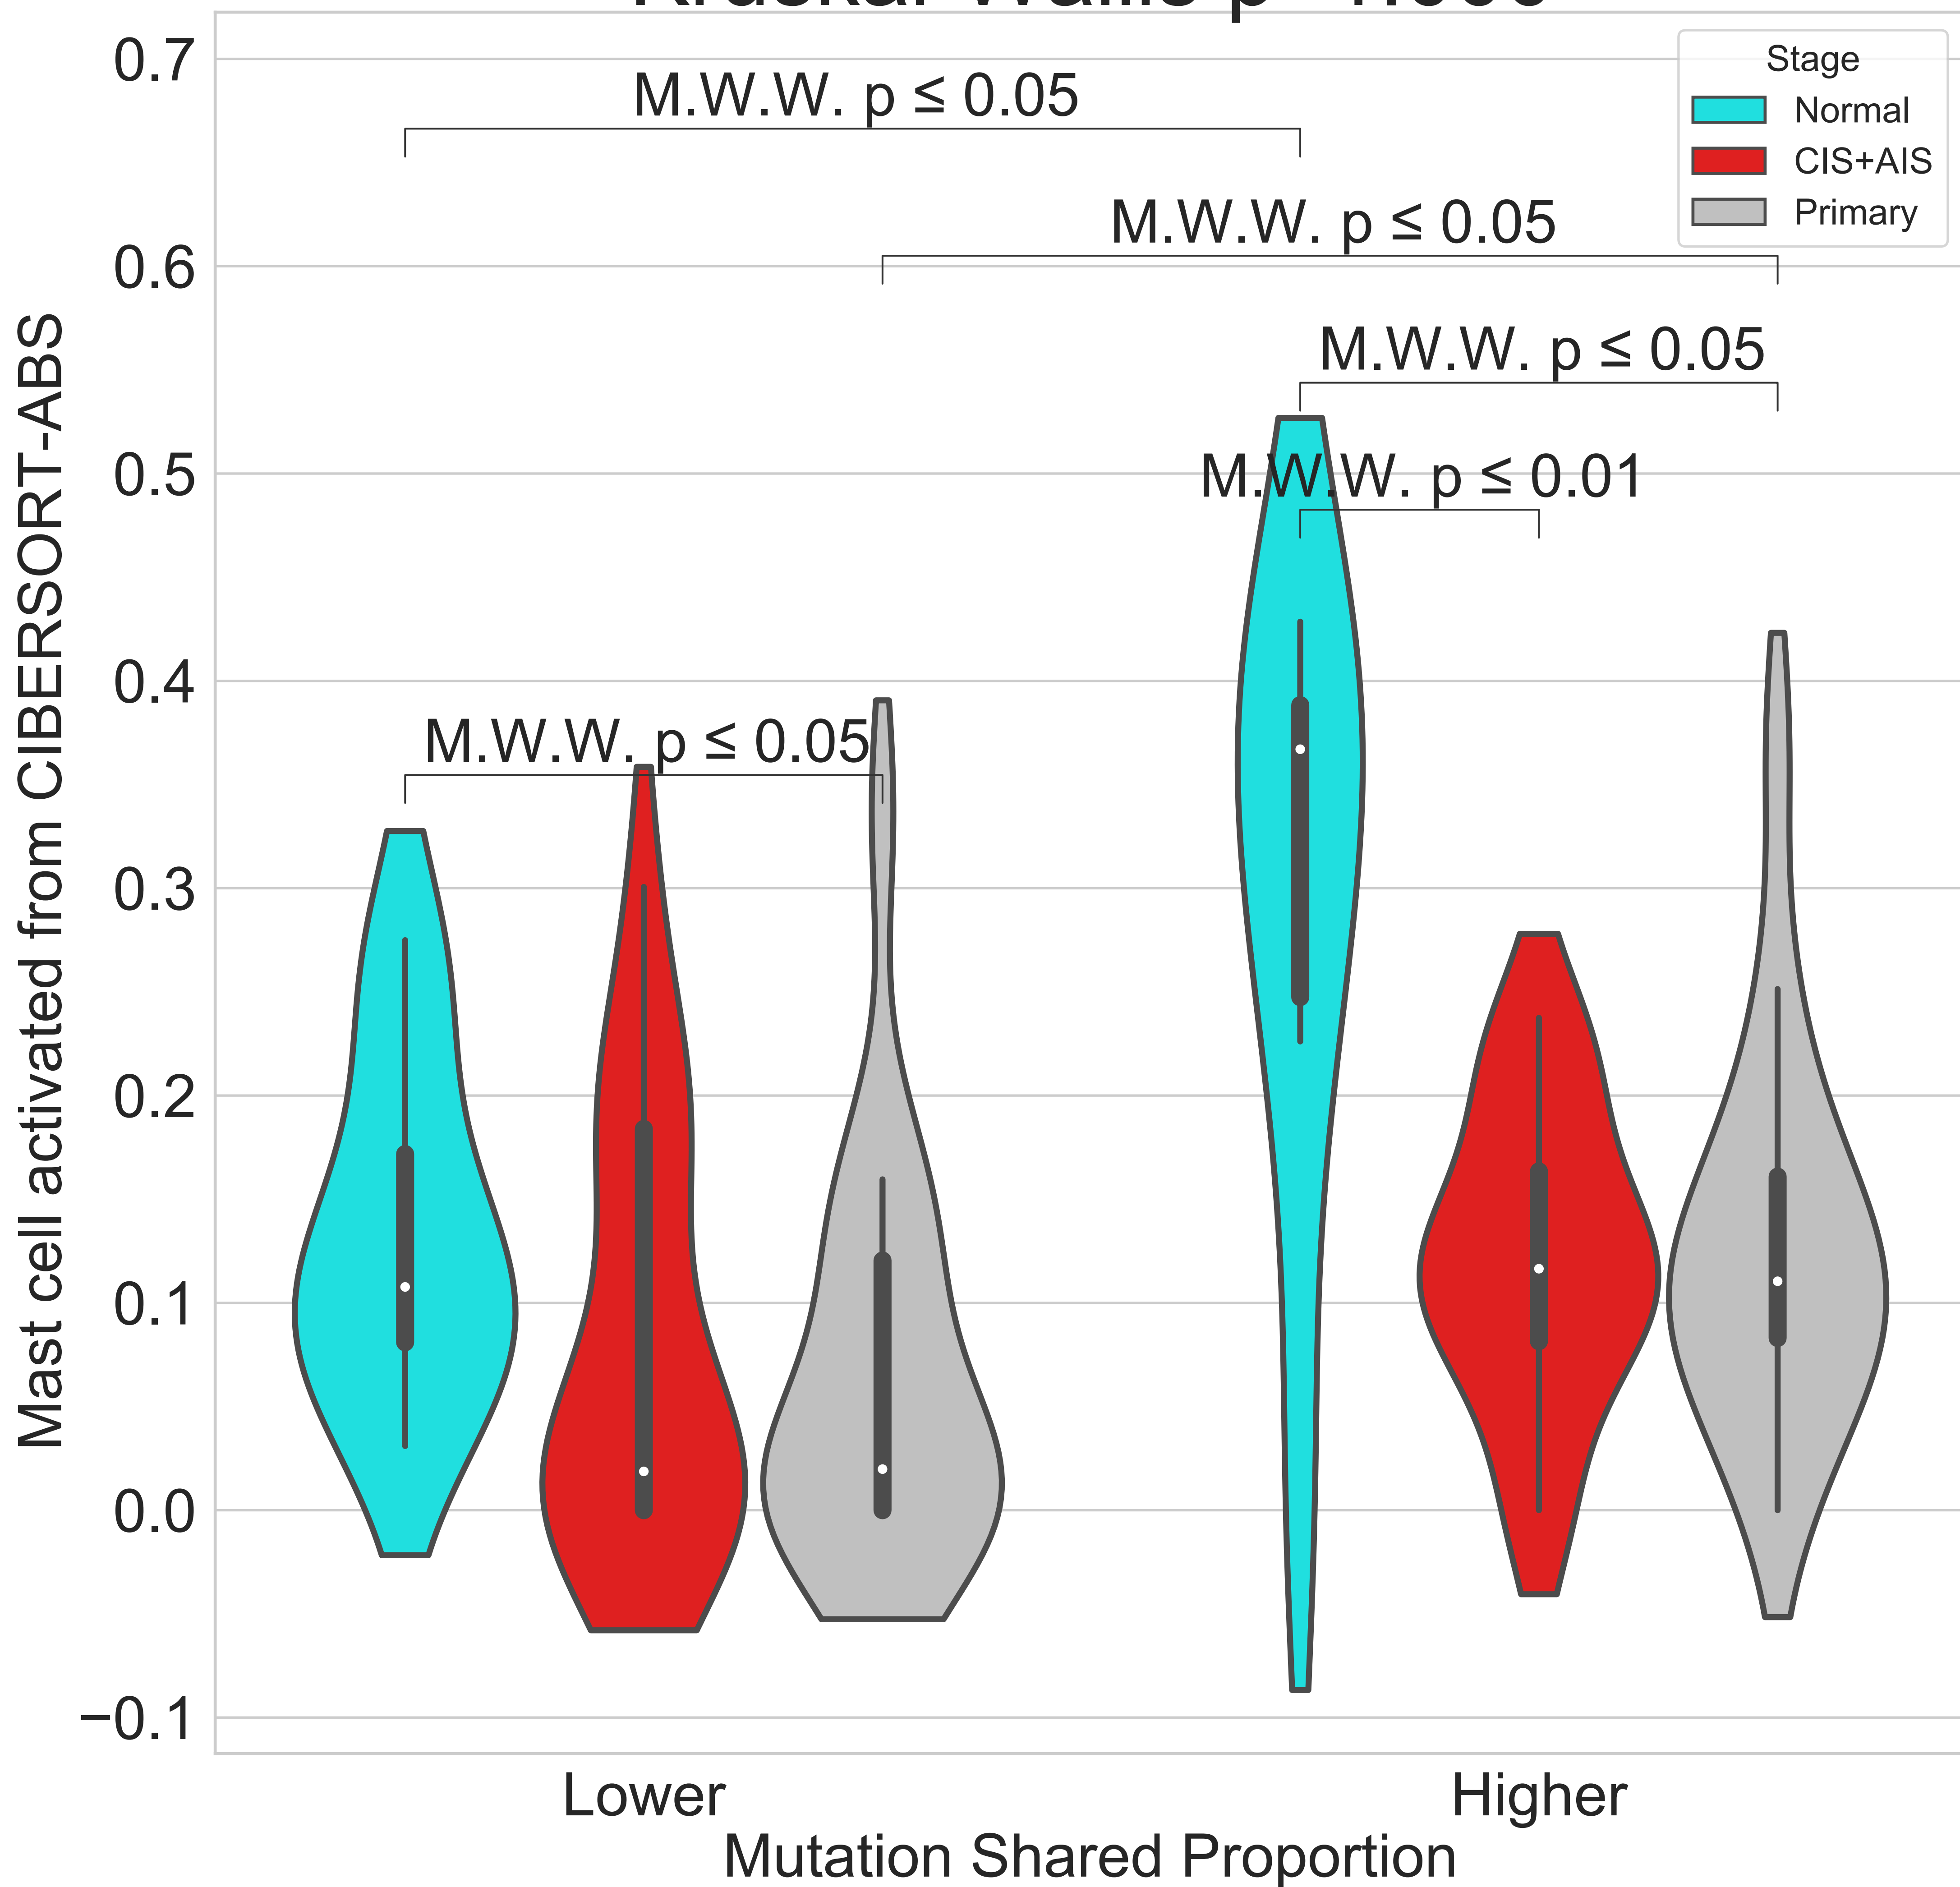 0.7
0.6
0.5
0.4
0.3
0.2
0.1
0.0
−0.1
Mast cell activated from CIBERSORT-ABS
M.W.W. p ≤ 0.05
M.W.W. p ≤ 0.05
M.W.W. p ≤ 0.05
M.W.W. p ≤ 0.01
M.W.W. p ≤ 0.05
Stage
Normal
CIS+AIS
Primary
Lower
Higher
Mutation Shared Proportion